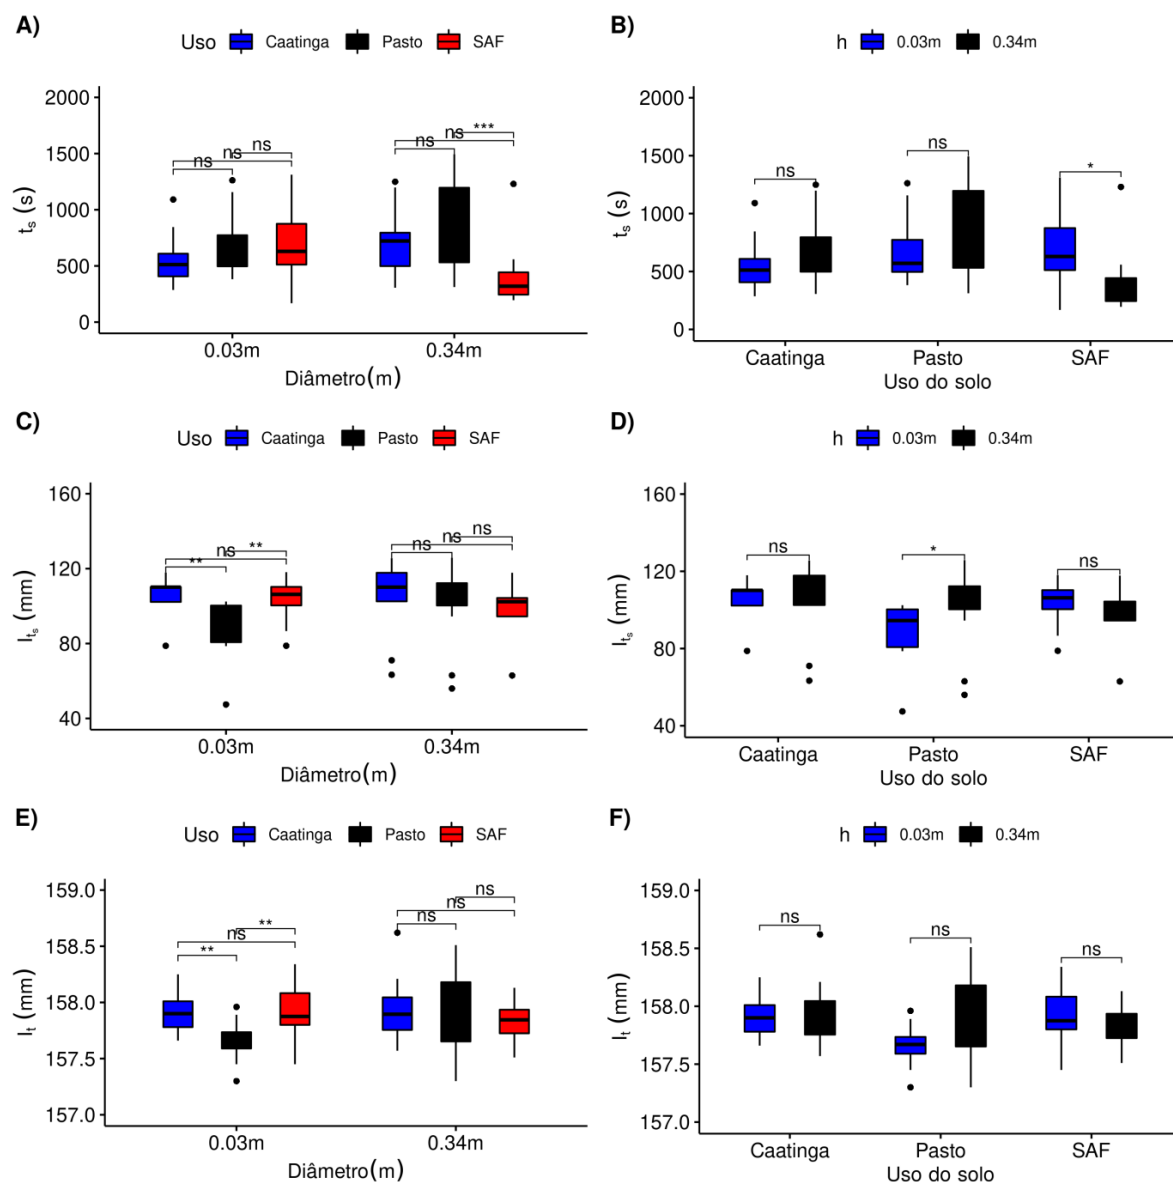 A)
Uso Caatinga Pasto SAF
t_s (s)
2000
1500
1000
500
0
ns
ns
ns
ns
ns
***
0.03m 0.34m
Diâmetro(m)
B)
h 0.03m 0.34m
t_s (s)
2000
1500
1000
500
0
ns
ns
*
Caatinga Pasto SAF
Uso do solo
C)
Uso Caatinga Pasto SAF
I_t_s (mm)
160
120
80
40
**
ns
**
ns
ns
ns
0.03m 0.34m
Diâmetro(m)
D)
h 0.03m 0.34m
I_t_s (mm)
160
120
80
40
ns
*
ns
Caatinga Pasto SAF
Uso do solo
E)
Uso Caatinga Pasto SAF
I_t (mm)
159.0
158.5
158.0
157.5
157.0
**
ns
**
ns
ns
ns
0.03m 0.34m
Diâmetro(m)
F)
h 0.03m 0.34m
I_t (mm)
159.0
158.5
158.0
157.5
157.0
ns
ns
ns
Caatinga Pasto SAF
Uso do solo